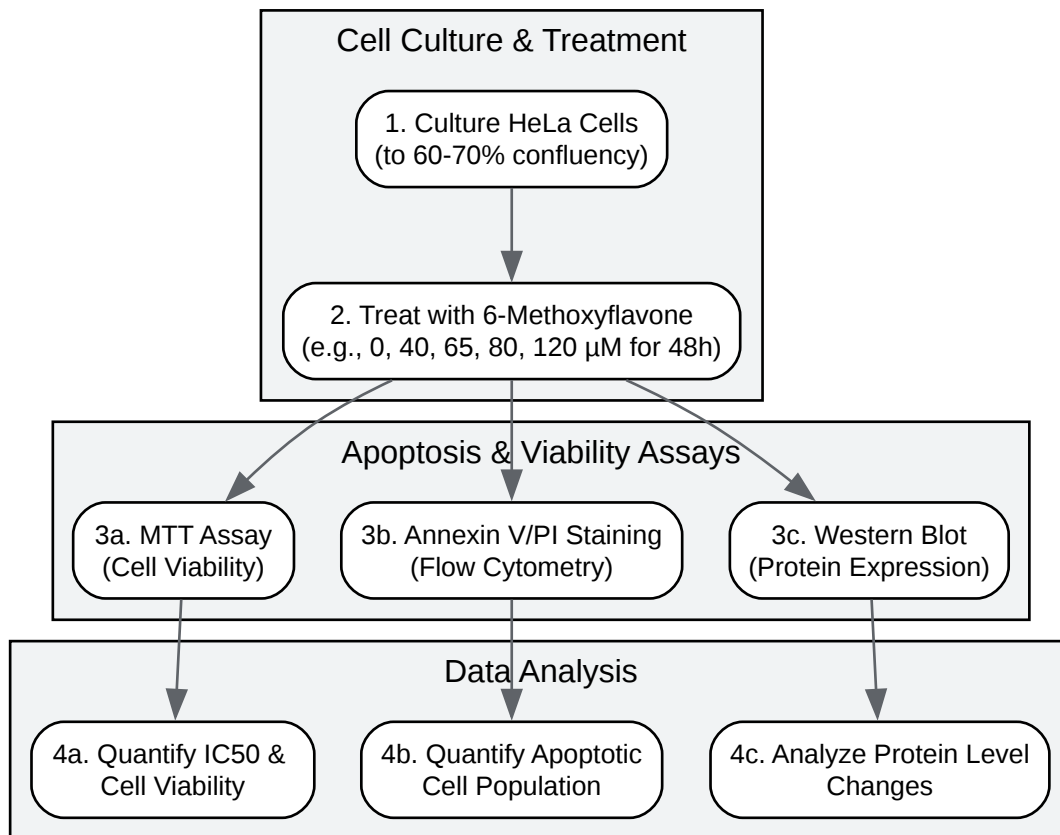 Cell Culture & Treatment
1. Culture HeLa Cells
(to 60-70% confluency)
2. Treat with 6-Methoxyflavone
(e.g., 0, 40, 65, 80, 120 µM for 48h)
Apoptosis & Viability Assays
3a. MTT Assay
(Cell Viability)
3b. Annexin V/PI Staining
(Flow Cytometry)
3c. Western Blot
(Protein Expression)
Data Analysis
4a. Quantify IC50 &
Cell Viability
4b. Quantify Apoptotic
Cell Population
4c. Analyze Protein Level
Changes